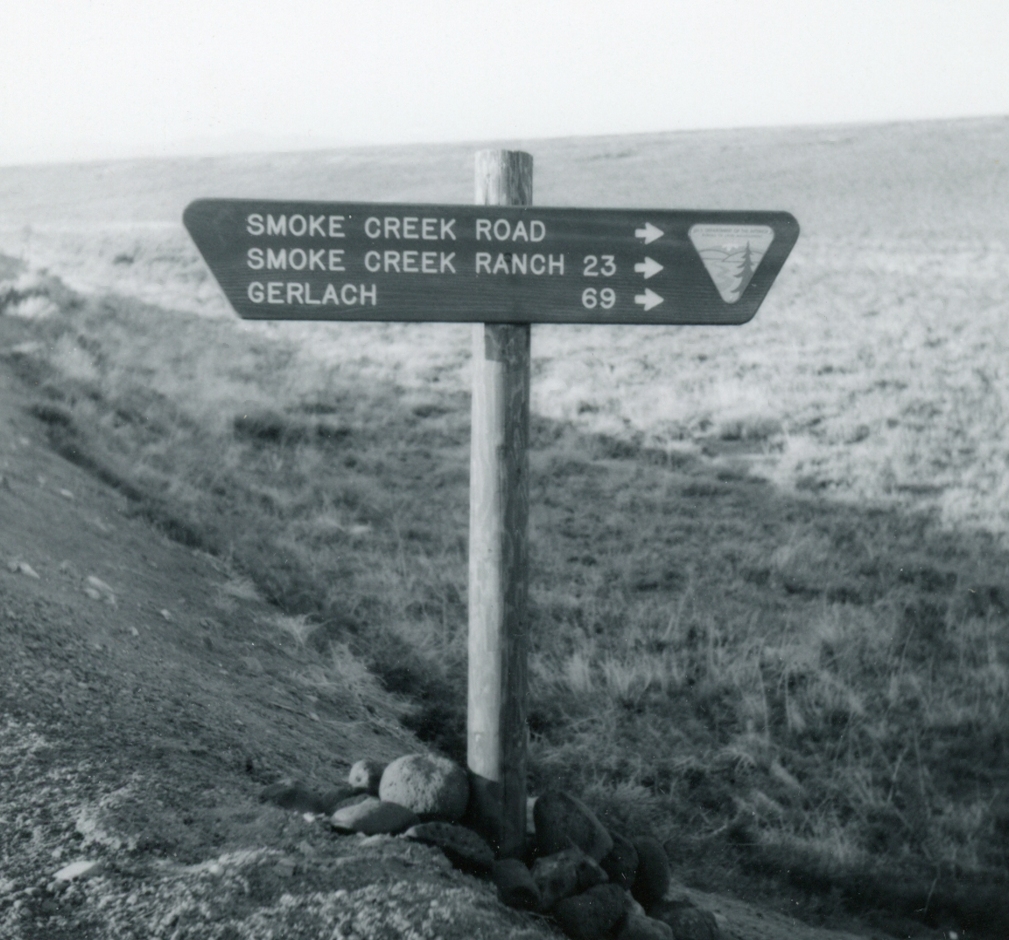 SMOKE CREEK ROAD →
SMOKE CREEK RANCH 23 →
GERLACH 69 →